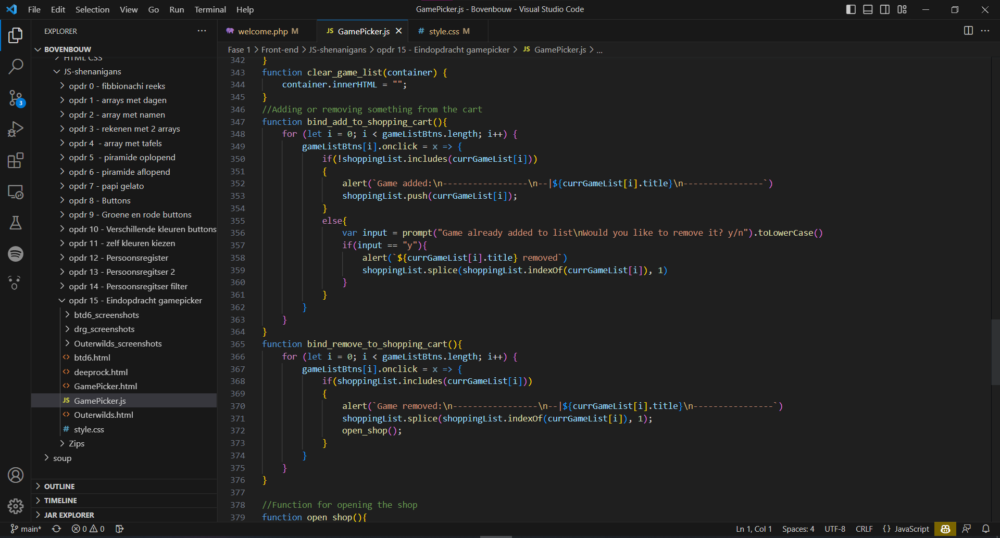 File Edit Selection View Go Run Terminal Help
GamePicker.js - Bovenbouw - Visual Studio Code
EXPLORER
BOVENBOUW
HTML CSS
JS-shenanigans
opdr 0 - fibbionachi reeks
opdr 1 - arrays met dagen
opdr 2 - array met namen
opdr 3 - rekenen met 2 arrays
opdr 4  - array met tafels
opdr 5  - piramide oplopend
opdr 6 - piramide aflopend
opdr 7 - papi gelato
opdr 8 - Buttons
opdr 9 - Groene en rode buttons
opdr 10 - Verschillende kleuren buttons
opdr 11 - zelf kleuren kiezen
opdr 12 - Persoonsregister
opdr 13 - Persoonsregitser 2
opdr 14 - Persoonsregitser filter
opdr 15 - Eindopdracht gamepicker
btd6_screenshots
drg_screenshots
Outerwilds_screenshots
btd6.html
deeprock.html
GamePicker.html
JS GamePicker.js
Outerwilds.html
# style.css
Zips
soup
OUTLINE
TIMELINE
JAR EXPLORER
3
welcome.php M
JS GamePicker.js
# style.css M
Fase 1 > Front-end > JS-shenanigans > opdr 15 - Eindopdracht gamepicker > JS GamePicker.js > ...
342 }
343 function clear_game_list(container) {
344     container.innerHTML = "";
345 }
346 //Adding or removing something from the cart
347 function bind_add_to_shopping_cart(){
348     for (let i = 0; i < gameListBtns.length; i++) {
349         gameListBtns[i].onclick = x => {
350             if(!shoppingList.includes(currGameList[i]))
351             {
352                 alert(`Game added:\n-----------------\n--|${currGameList[i].title}\n----------------`)
353                 shoppingList.push(currGameList[i]);
354             }
355             else{
356                 var input = prompt("Game already added to list\nWould you like to remove it? y/n").toLowerCase()
357                 if(input == "y"){
358                     alert(`${currGameList[i].title} removed`)
359                     shoppingList.splice(shoppingList.indexOf(currGameList[i]), 1)
360                 }
361             }
362         }
363     }
364 }
365 function bind_remove_to_shopping_cart(){
366     for (let i = 0; i < gameListBtns.length; i++) {
367         gameListBtns[i].onclick = x => {
368             if(shoppingList.includes(currGameList[i]))
369             {
370                 alert(`Game removed:\n-----------------\n--|${currGameList[i].title}\n----------------`)
371                 shoppingList.splice(shoppingList.indexOf(currGameList[i]), 1);
372                 open_shop();
373             }
374         }
375     }
376 }
377
378 //Function for opening the shop
379 function open_shop(){
main* 0 0
Ln 1, Col 1 Spaces: 4 UTF-8 CRLF {} JavaScript